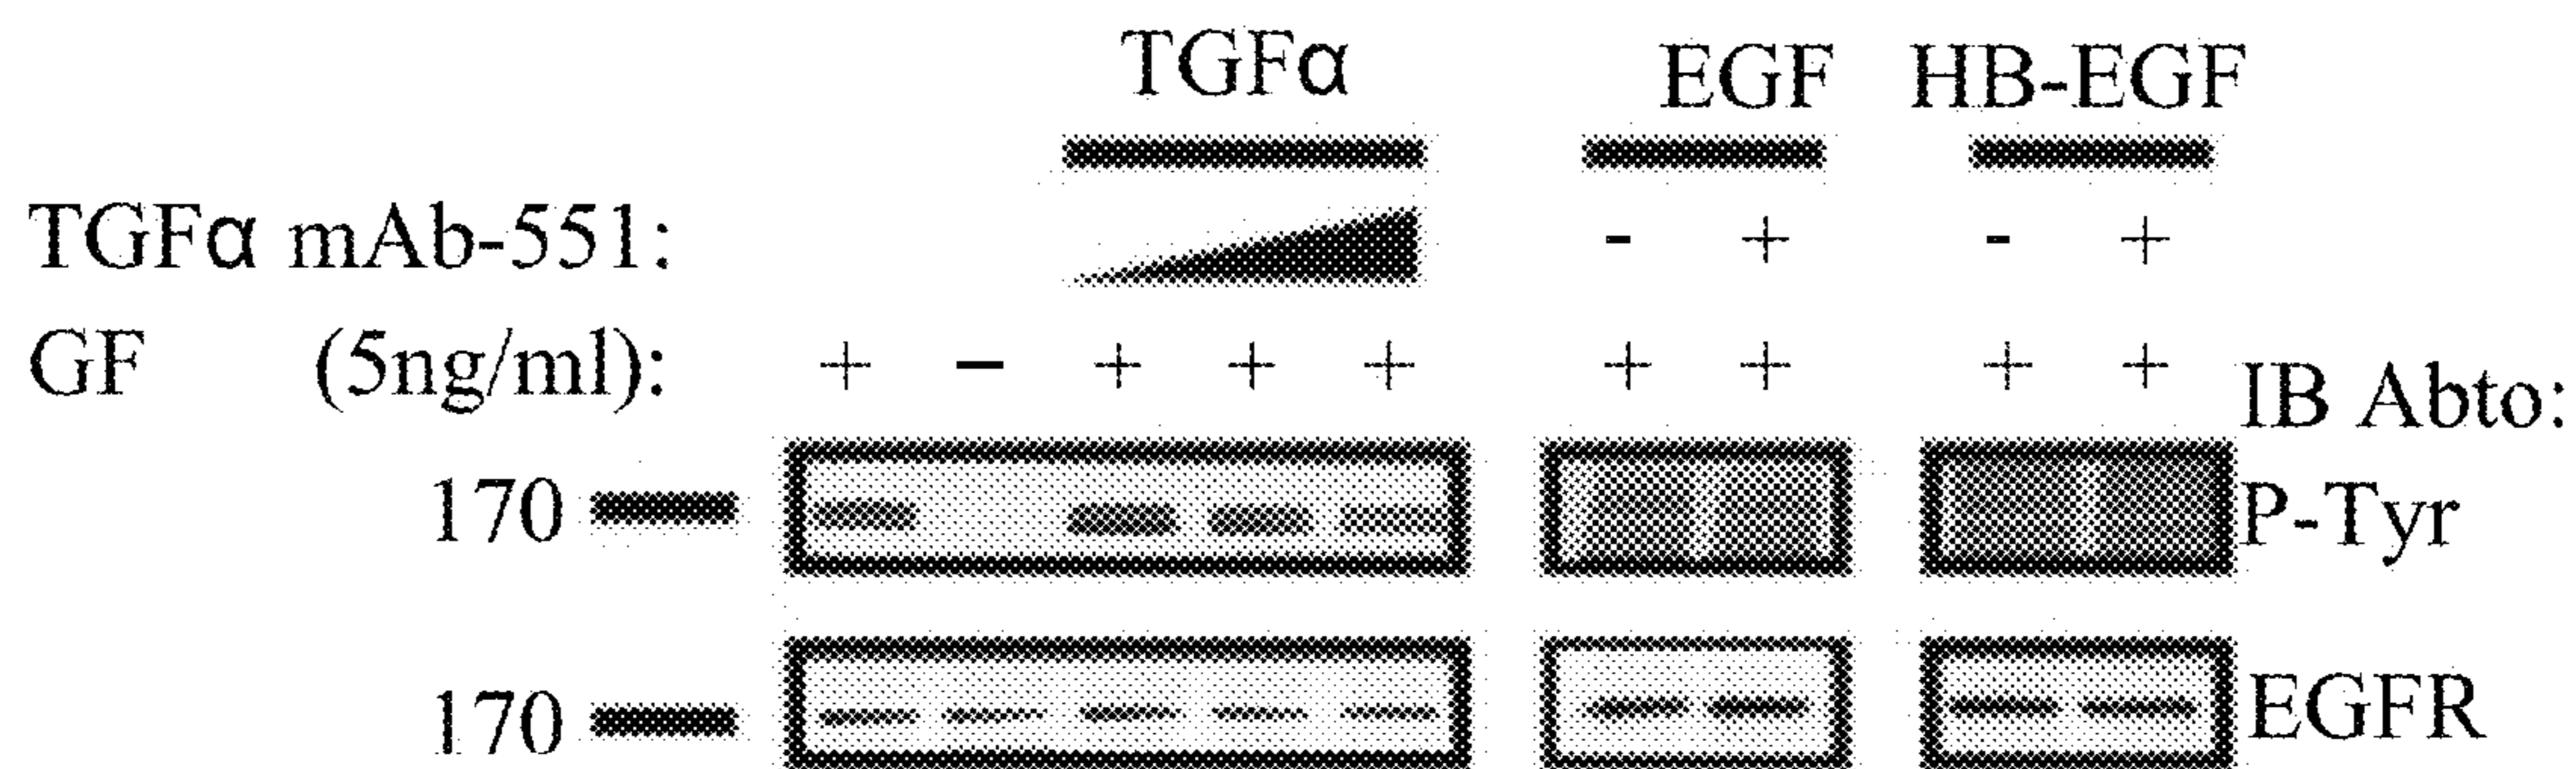 TGFα EGF HB-EGF
TGFα mAb-551: - + - +
GF (5ng/ml): + − + + + + + + +
IB Abto:
170 P-Tyr
170 EGFR